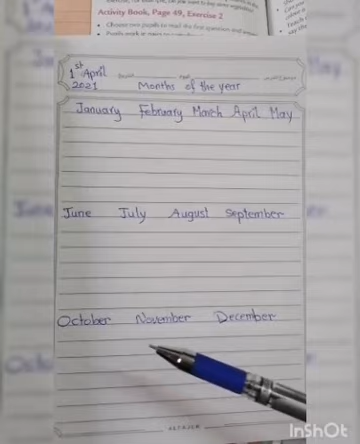 Activity Book, Page 49, Exercise 2
1st April
2021
Months of the year
January February March April May
June July August September
October November December
InShOt